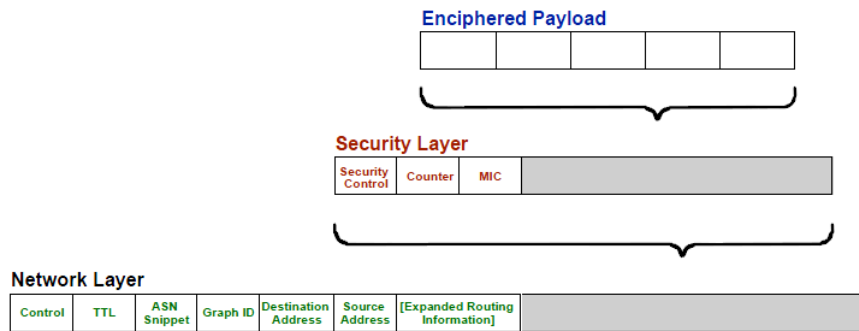 Enciphered Payload
Security Layer
Security
Control
Counter
MIC
Network Layer
Control
TTL
ASN
Snippet
Graph ID
Destination
Address
Source
Address
[Expanded Routing
Information]